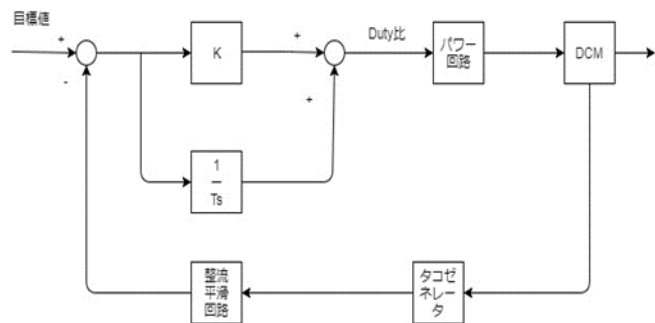 目標値
+
-
K
+
+
Duty比
パワー
回路
DCM
1
Ts
整流
平滑
回路
タコゼ
ネレー
タ